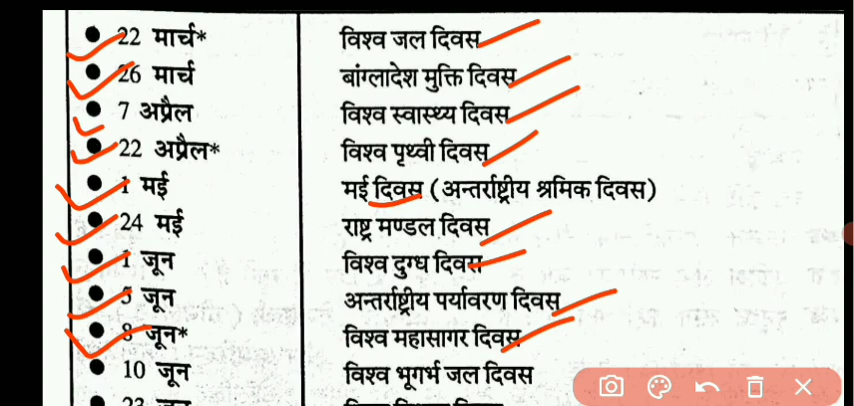 22 मार्च* विश्व जल दिवस
26 मार्च बांग्लादेश मुक्ति दिवस
7 अप्रैल विश्व स्वास्थ्य दिवस
22 अप्रैल* विश्व पृथ्वी दिवस
1 मई मई दिवस (अन्तर्राष्ट्रीय श्रमिक दिवस)
24 मई राष्ट्र मण्डल दिवस
1 जून विश्व दुग्ध दिवस
5 जून अन्तर्राष्ट्रीय पर्यावरण दिवस
8 जून* विश्व महासागर दिवस
10 जून विश्व भूगर्भ जल दिवस